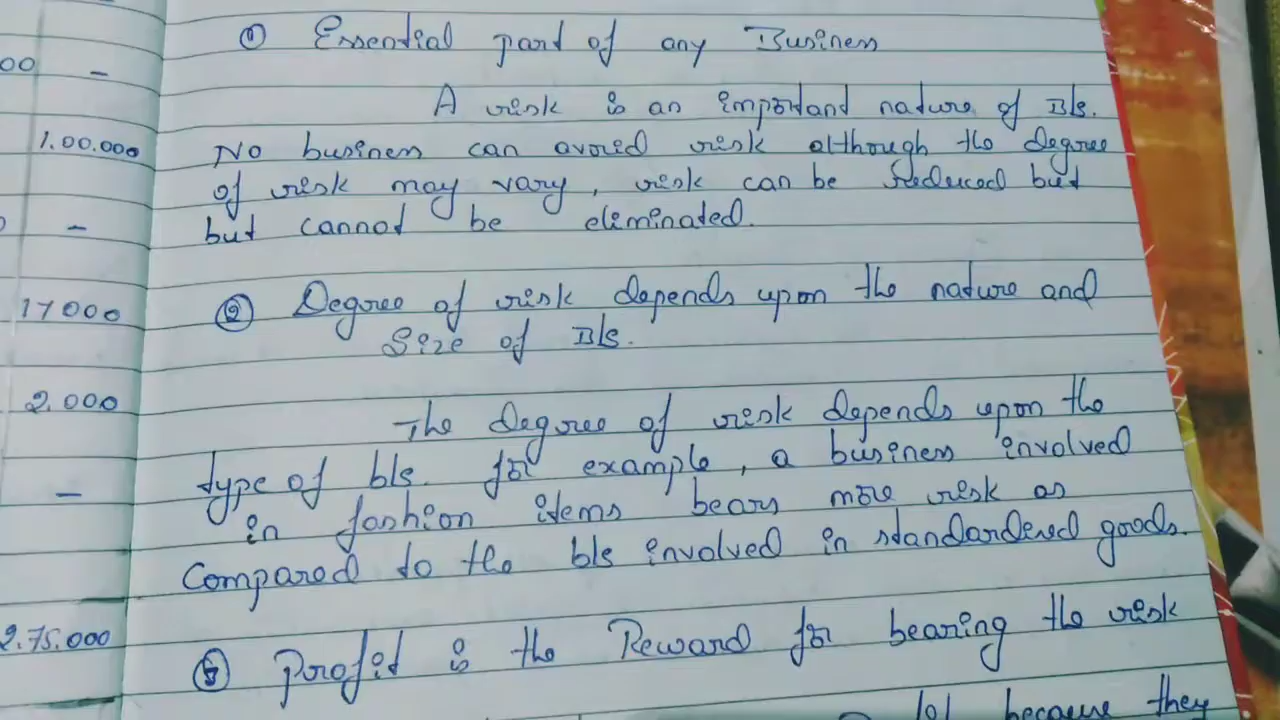 00 -
1.00.000
-
17000
2.000
-
2.75.000
① Essential part of any Business
A risk is an important nature of B/s.
No business can avoied risk although the degree
of risk may vary, risk can be reduced but
but cannot be eliminated.
② Degree of risk depends upon the nature and
Size of B/s.
The degree of risk depends upon the
type of b/s. for example, a business involved
in fashion items bears more risk as
Compared to the b/s involved in standardered goods.
③ Profit is the Reward for bearing the risk
because they